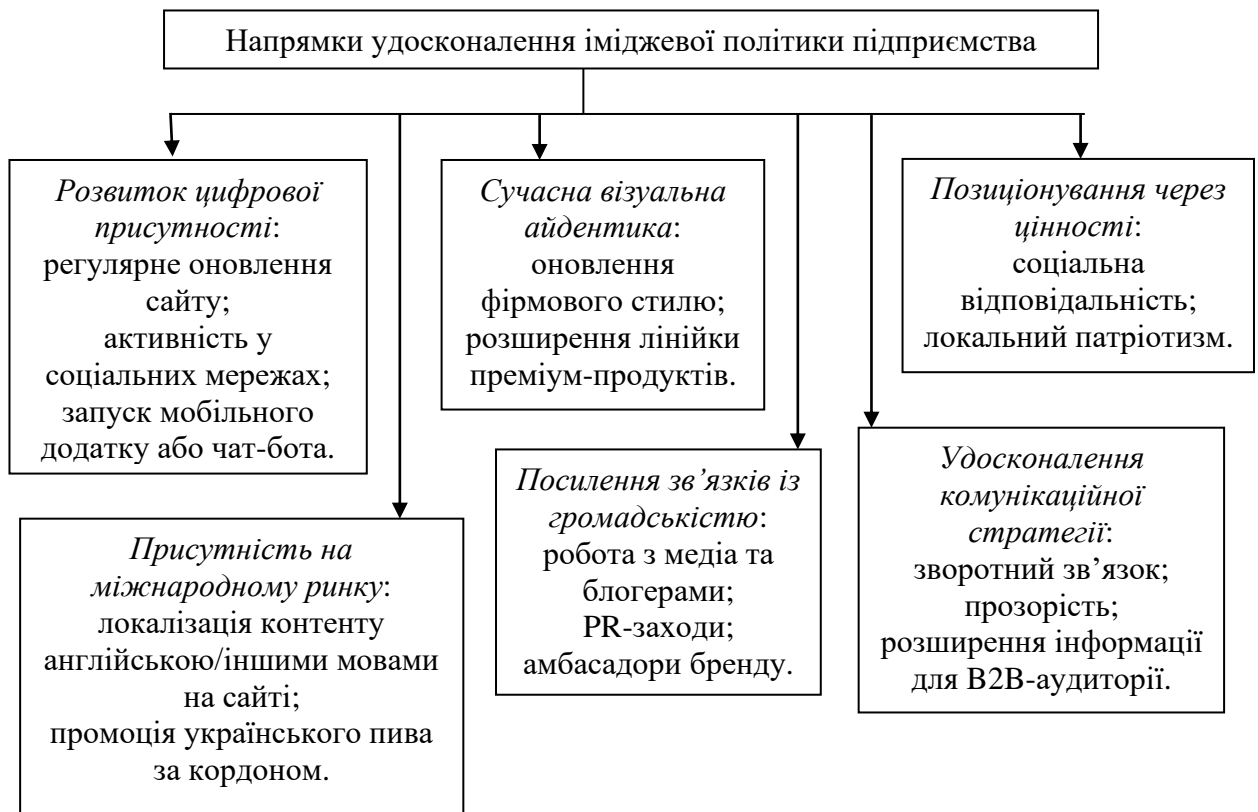 Напрямки удосконалення іміджевої політики підприємства
Розвиток цифрової
присутності:
регулярне оновлення
сайту;
активність у
соціальних мережах;
запуск мобільного
додатку або чат-бота.
Сучасна візуальна
айдентика:
оновлення
фірмового стилю;
розширення лінійки
преміум-продуктів.
Позиціонування через
цінності:
соціальна
відповідальність;
локальний патріотизм.
Присутність на
міжнародному ринку:
локалізація контенту
англійською/іншими мовами
на сайті;
промоція українського пива
за кордоном.
Посилення зв’язків із
громадськістю:
робота з медіа та
блогерами;
PR-заходи;
амбасадори бренду.
Удосконалення
комунікаційної
стратегії:
зворотний зв’язок;
прозорість;
розширення інформації
для B2B-аудиторії.